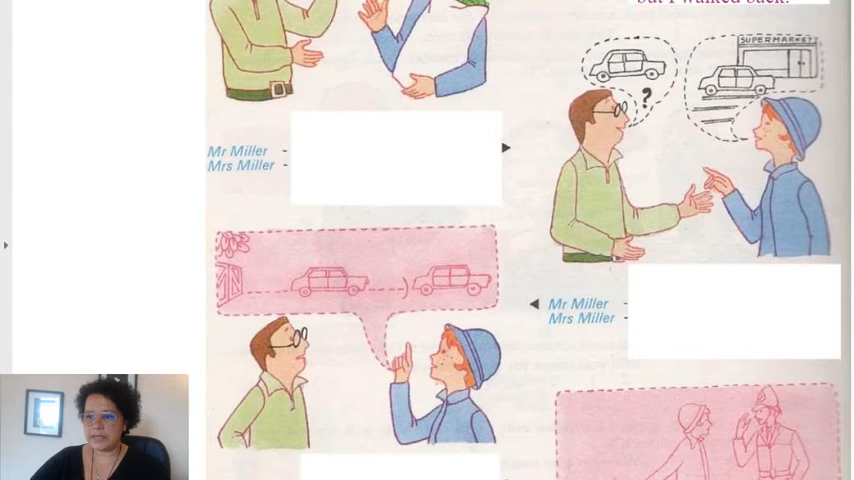 but I walked back!
SUPERMARKET
?
Mr Miller -
Mrs Miller -
Mr Miller -
Mrs Miller -